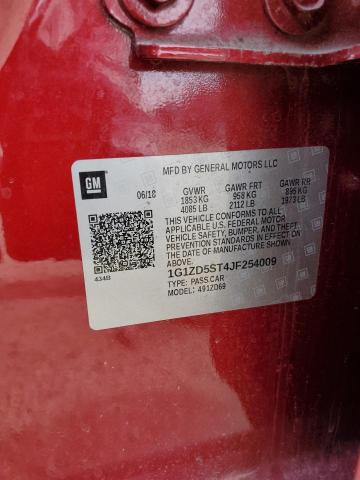 MFD BY GENERAL MOTORS LLC
GM
06/18 GVWR GAWR FRT GAWR RR
1853 KG 958 KG 895 KG
4085 LB 2112 LB 1973 LB
THIS VEHICLE CONFORMS TO ALL
APPLICABLE U.S. FEDERAL MOTOR
VEHICLE SAFETY, BUMPER, AND THEFT
PREVENTION STANDARDS IN EFFECT ON
THE DATE OF MANUFACTURE SHOWN
ABOVE.
1G1ZD5ST4JF254009
TYPE: PASS.CAR
MODEL: 491ZD69
434B